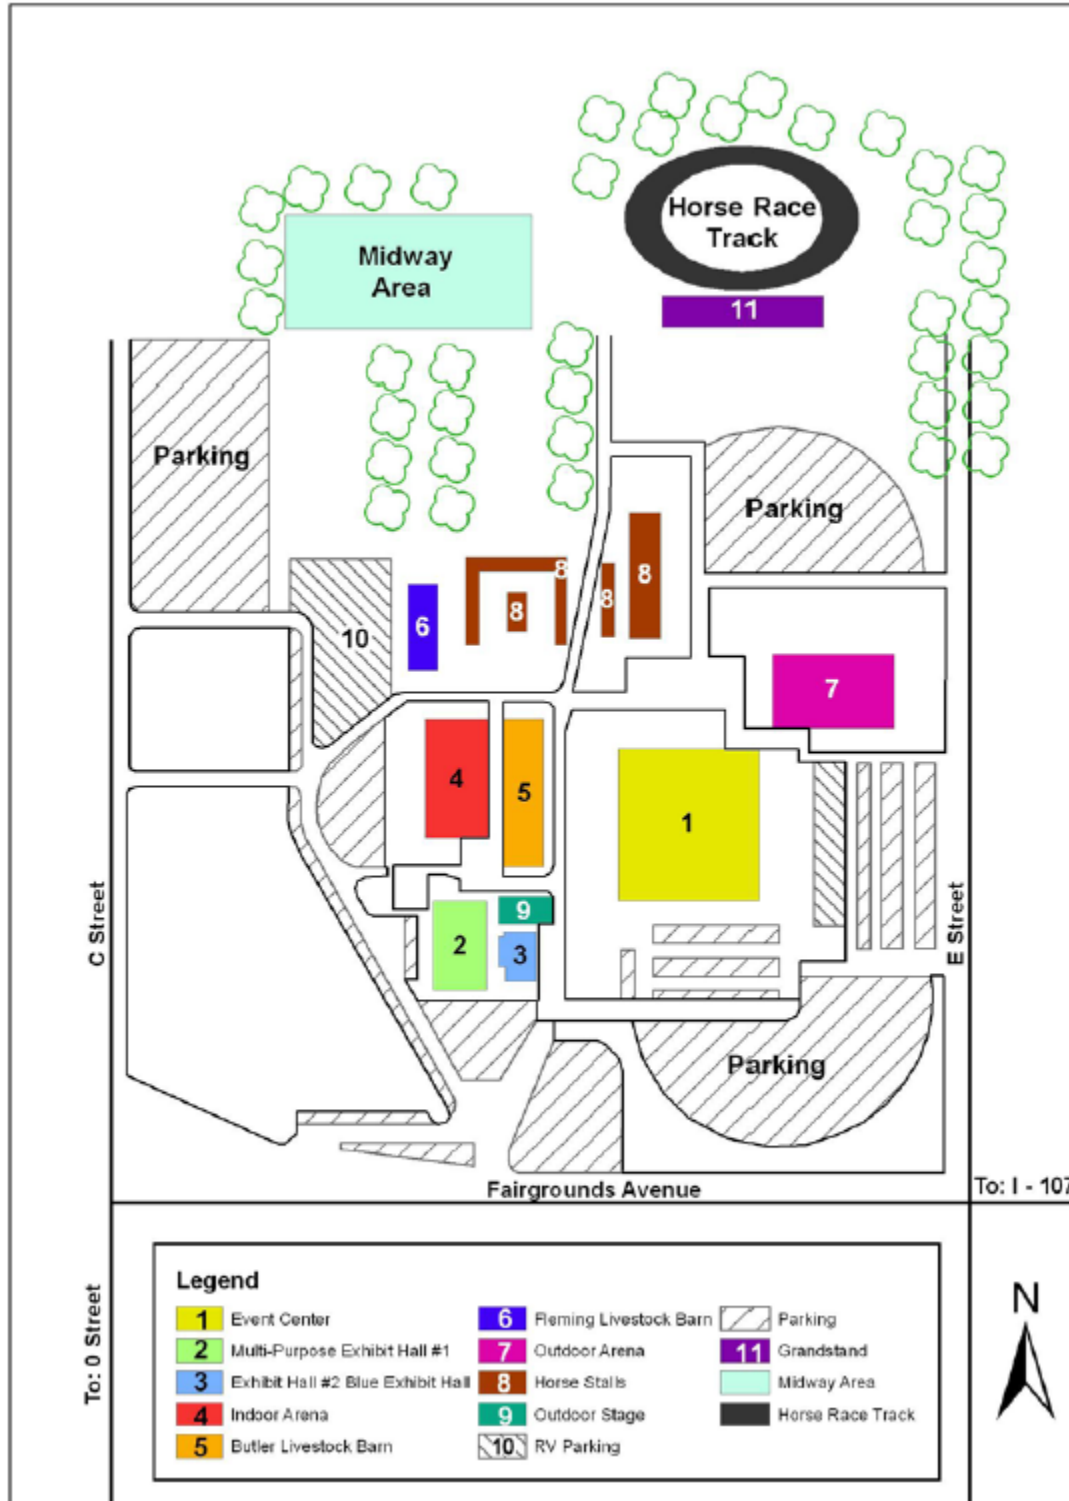 Horse Race
Track
Midway
Area
11
Parking
Parking
8
8
8
8
6
10
7
4
5
1
9
2
3
C Street
E Street
Parking
Fairgrounds Avenue
To: I - 107
To: 0 Street
N
Legend
1 Event Center
2 Multi-Purpose Exhibit Hall #1
3 Exhibit Hall #2 Blue Exhibit Hall
4 Indoor Arena
5 Butler Livestock Barn
6 Fleming Livestock Barn
7 Outdoor Arena
8 Horse Stalls
9 Outdoor Stage
10 RV Parking
Parking
11 Grandstand
Midway Area
Horse Race Track